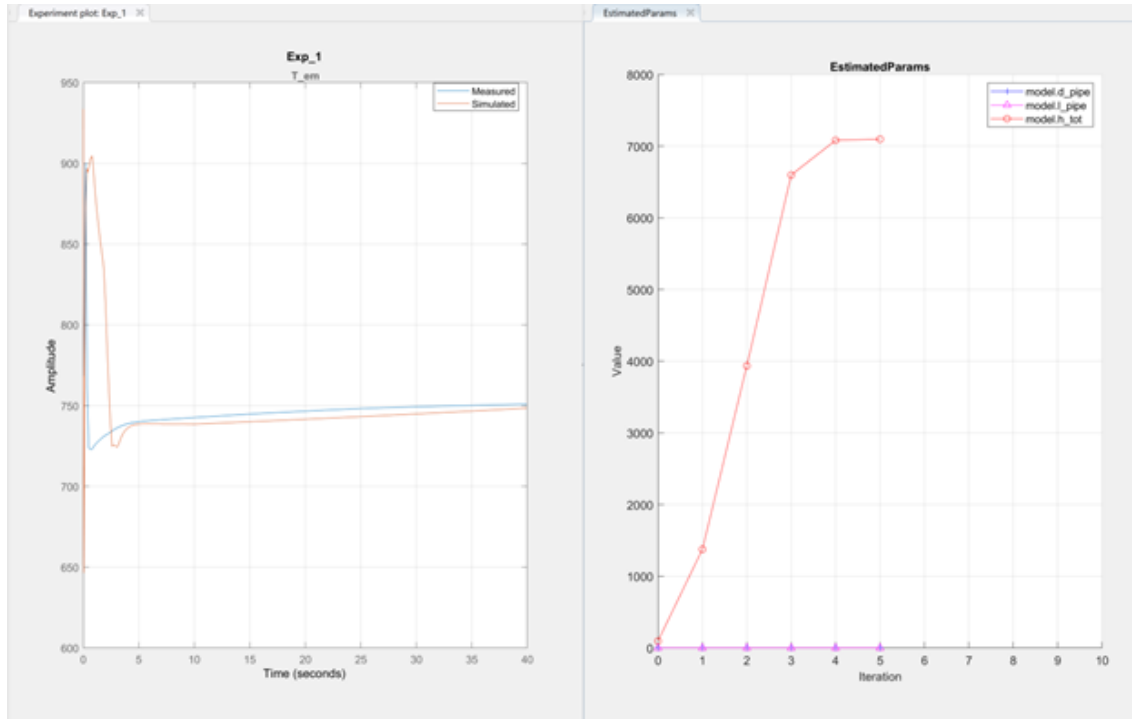 Experiment plot: Exp_1
Exp_1
T_em
950
900
850
800
750
700
650
600
Amplitude
0 5 10 15 20 25 30 35 40
Time (seconds)
Measured
Simulated
EstimatedParams
EstimatedParams
8000
7000
6000
5000
4000
3000
2000
1000
0
Value
0 1 2 3 4 5 6 7 8 9 10
Iteration
model.d_pipe
model.l_pipe
model.h_tot